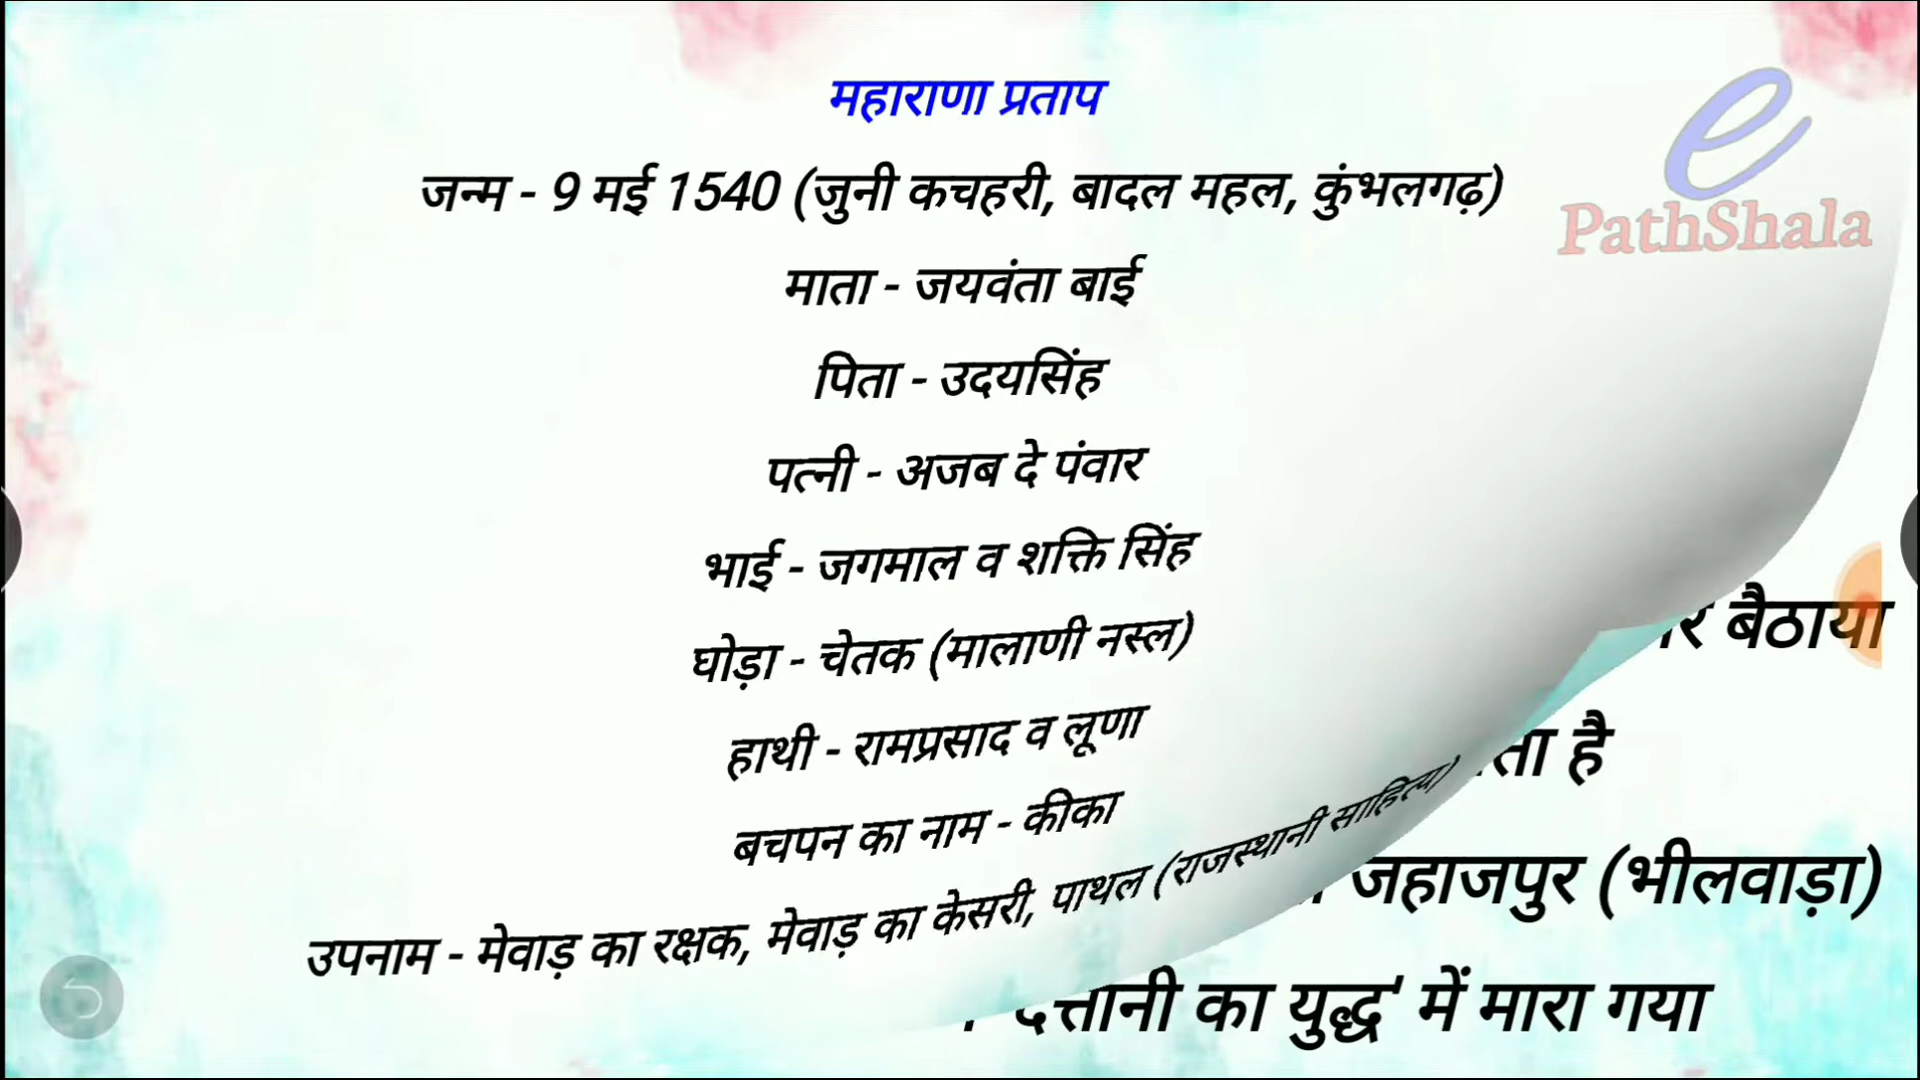 महाराणा प्रताप
जन्म - 9 मई 1540 (जुनी कचहरी, बादल महल, कुंभलगढ़)
माता - जयवंता बाई
पिता - उदयसिंह
पत्नी - अजब दे पंवार
भाई - जगमाल व शक्ति सिंह
घोड़ा - चेतक (मालाणी नस्ल)
हाथी - रामप्रसाद व लूणा
बचपन का नाम - कीका
उपनाम - मेवाड़ का रक्षक, मेवाड़ का केसरी, पाथल (राजस्थानी साहित्य)
e
PathShala
बैठाया
है
जहाजपुर (भीलवाड़ा)
का युद्ध' में मारा गया